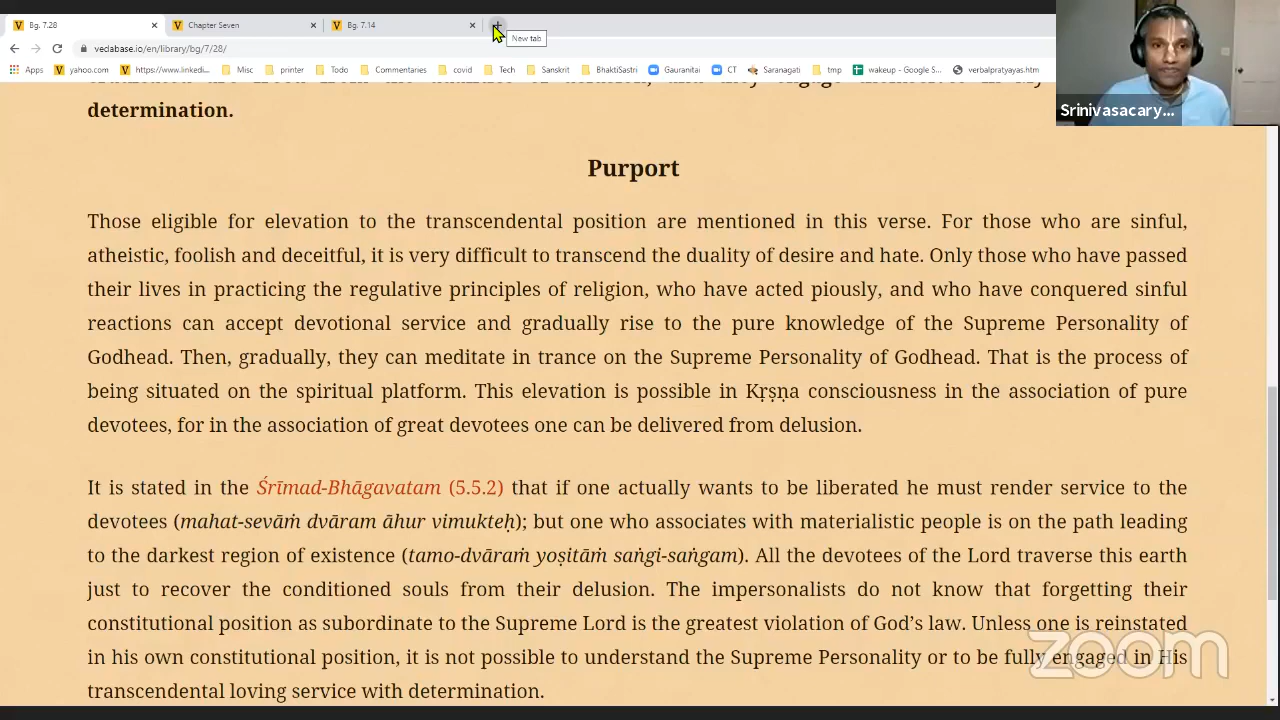 Bg. 7.28
Chapter Seven
Bg. 7.14
New tab
vedabase.io/en/library/bg/7/28/
Apps yahoo.com https://www.linkedi... Misc printer Todo Commentaries covid Tech Sanskrit BhaktiSastri Gauranitai CT Saranagati tmp wakeup - Google S... verbalpratyayas.htm
determination.
Srinivasacary...
Purport
Those eligible for elevation to the transcendental position are mentioned in this verse. For those who are sinful,
atheistic, foolish and deceitful, it is very difficult to transcend the duality of desire and hate. Only those who have passed
their lives in practicing the regulative principles of religion, who have acted piously, and who have conquered sinful
reactions can accept devotional service and gradually rise to the pure knowledge of the Supreme Personality of
Godhead. Then, gradually, they can meditate in trance on the Supreme Personality of Godhead. That is the process of
being situated on the spiritual platform. This elevation is possible in Kṛṣṇa consciousness in the association of pure
devotees, for in the association of great devotees one can be delivered from delusion.
It is stated in the Śrīmad-Bhāgavatam (5.5.2) that if one actually wants to be liberated he must render service to the
devotees (mahat-sevāṁ dvāram āhur vimukteḥ); but one who associates with materialistic people is on the path leading
to the darkest region of existence (tamo-dvāraṁ yoṣitāṁ saṅgi-saṅgam). All the devotees of the Lord traverse this earth
just to recover the conditioned souls from their delusion. The impersonalists do not know that forgetting their
constitutional position as subordinate to the Supreme Lord is the greatest violation of God’s law. Unless one is reinstated
in his own constitutional position, it is not possible to understand the Supreme Personality or to be fully engaged in His
transcendental loving service with determination.
zoom